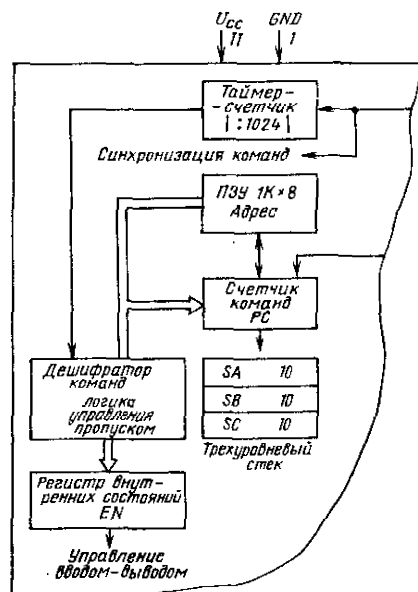 Ucc GND
11 1
Таймер-
-счетчик
|:1024|
Синхронизация команд
ПЗУ 1К×8
Адрес
Счетчик
команд
PC
Дешифратор
команд
логика
управления
пропуском
SA 10
SB 10
SC 10
Трехуровневый
стек
Регистр внут-
ренних состояний
EN
Управление
вводом-выводом